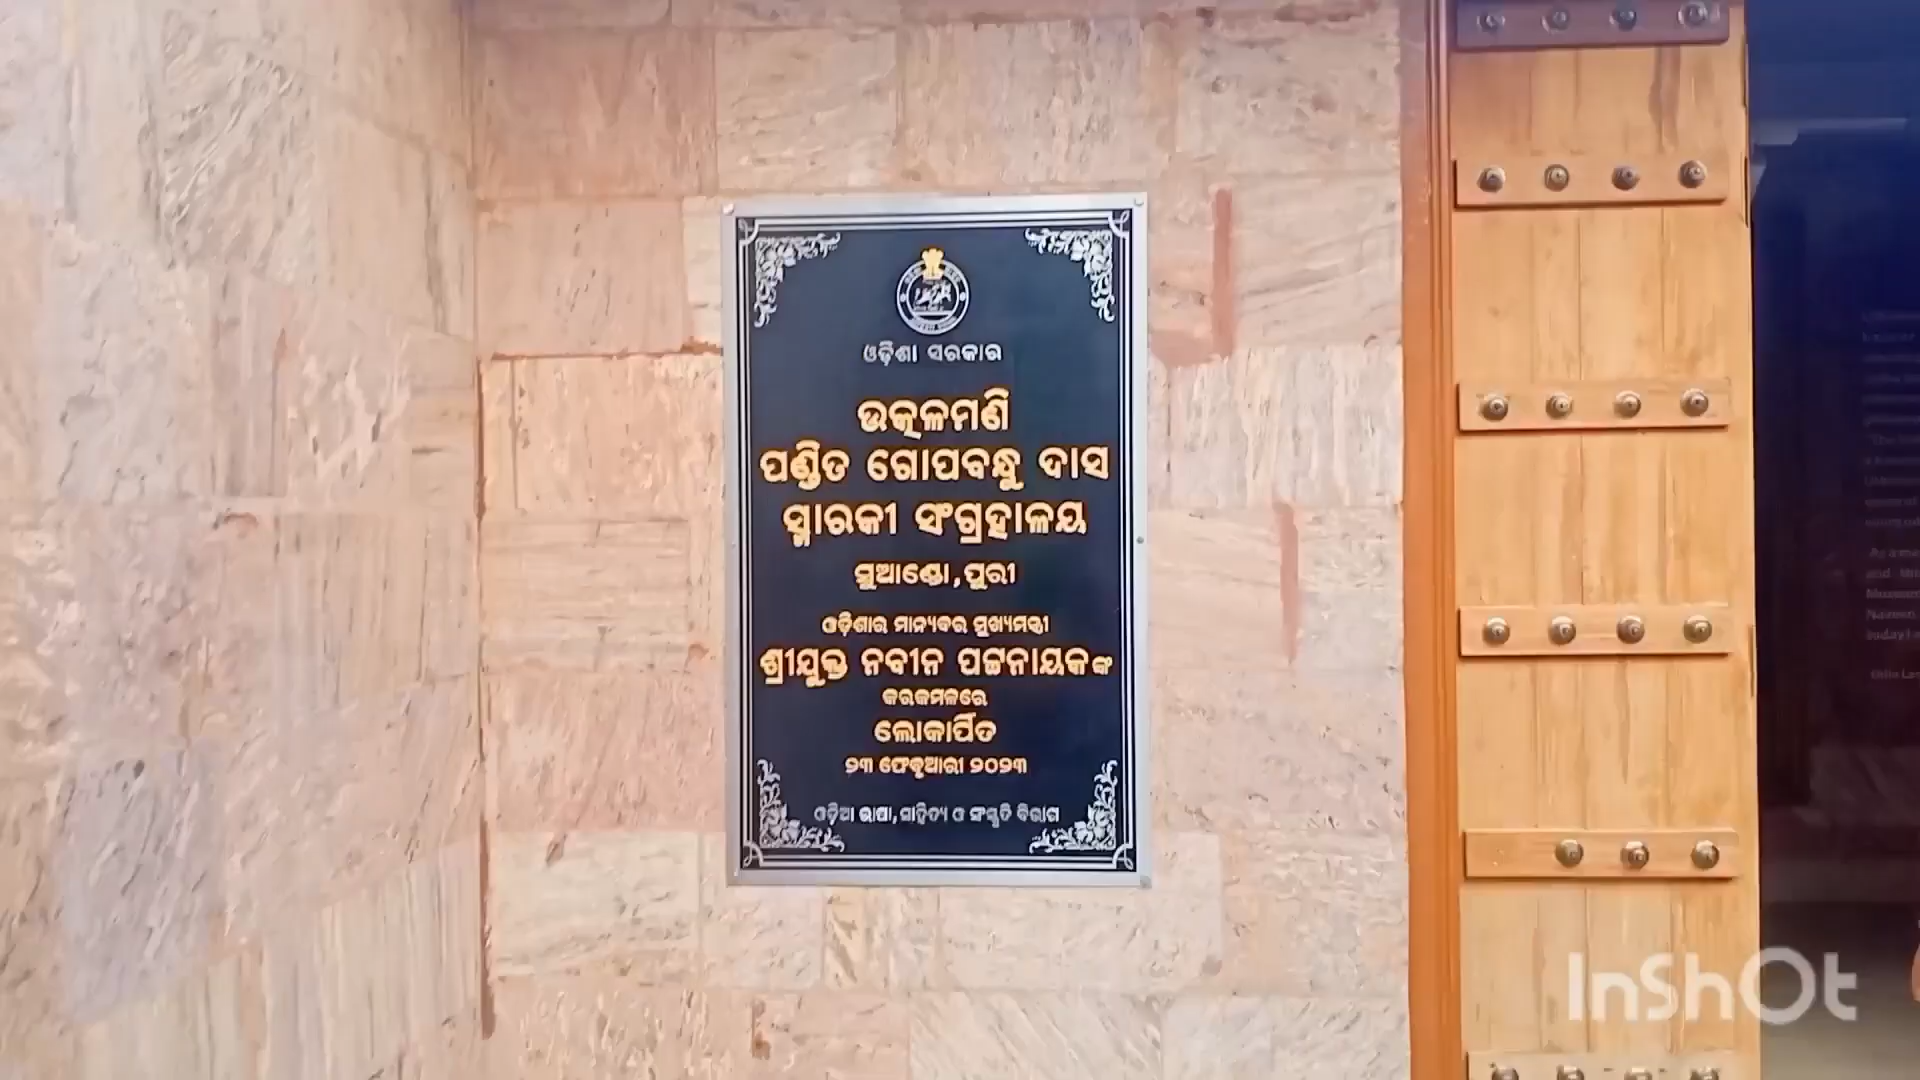 ଓଡ଼ିଶା ସରକାର
ଉତ୍କଳମଣି
ପଣ୍ଡିତ ଗୋପବନ୍ଧୁ ଦାସ
ସ୍ମାରକୀ ସଂଗ୍ରହାଳୟ
ସୁଆଣ୍ଡୋ,ପୁରୀ
ଓଡ଼ିଶାର ମାନ୍ୟବର ମୁଖ୍ୟମନ୍ତ୍ରୀ
ଶ୍ରୀଯୁକ୍ତ ନବୀନ ପଟ୍ଟନାୟକଙ୍କ
କରକମଳରେ
ଲୋକାର୍ପିତ
୨୩ ଫେବୃଆରୀ ୨୦୨୩
ଓଡ଼ିଆ ଭାଷା,ସାହିତ୍ୟ ଓ ସଂସ୍କୃତି ବିଭାଗ
InShOt